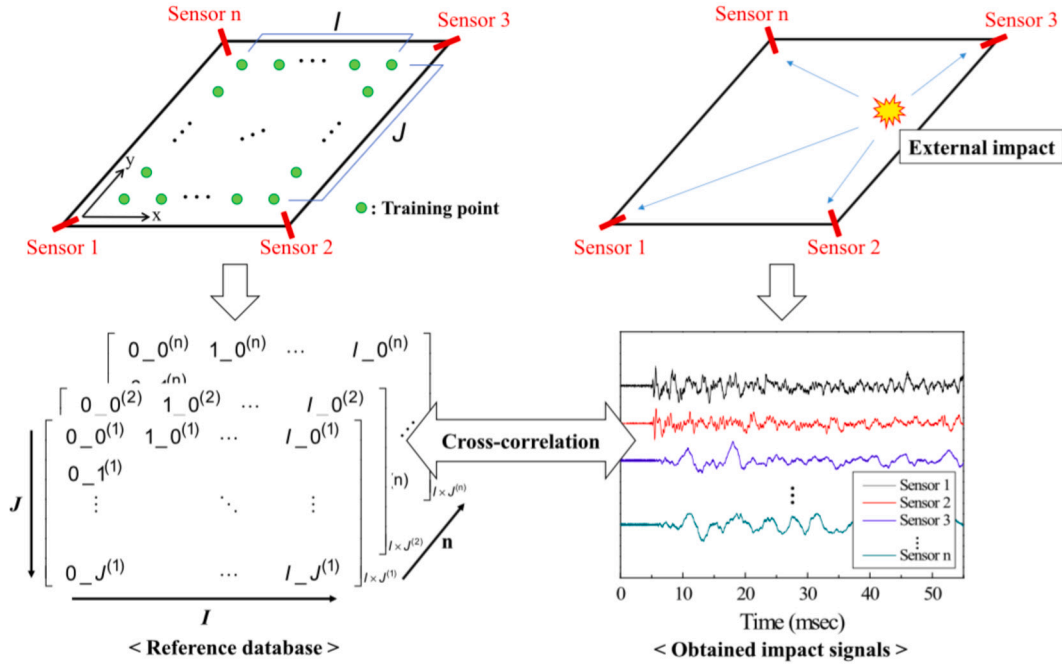 Sensor n
I
Sensor 3
J
y
x
: Training point
Sensor 1
Sensor 2
Sensor n
Sensor 3
External impact
Sensor 1
Sensor 2
0_0(n) 1_0(n) ... I_0(n)
0_0(2) 1_0(2) ... I_0(2)
0_0(1) 1_0(1) ... I_0(1)
0_1(1)
(n)
I×J(n)
I×J(2)
0_J(1) ... I_J(1)
I×J(1)
J
I
n
Cross-correlation
< Reference database >
Sensor 1
Sensor 2
Sensor 3
Sensor n
0 10 20 30 40 50
Time (msec)
< Obtained impact signals >